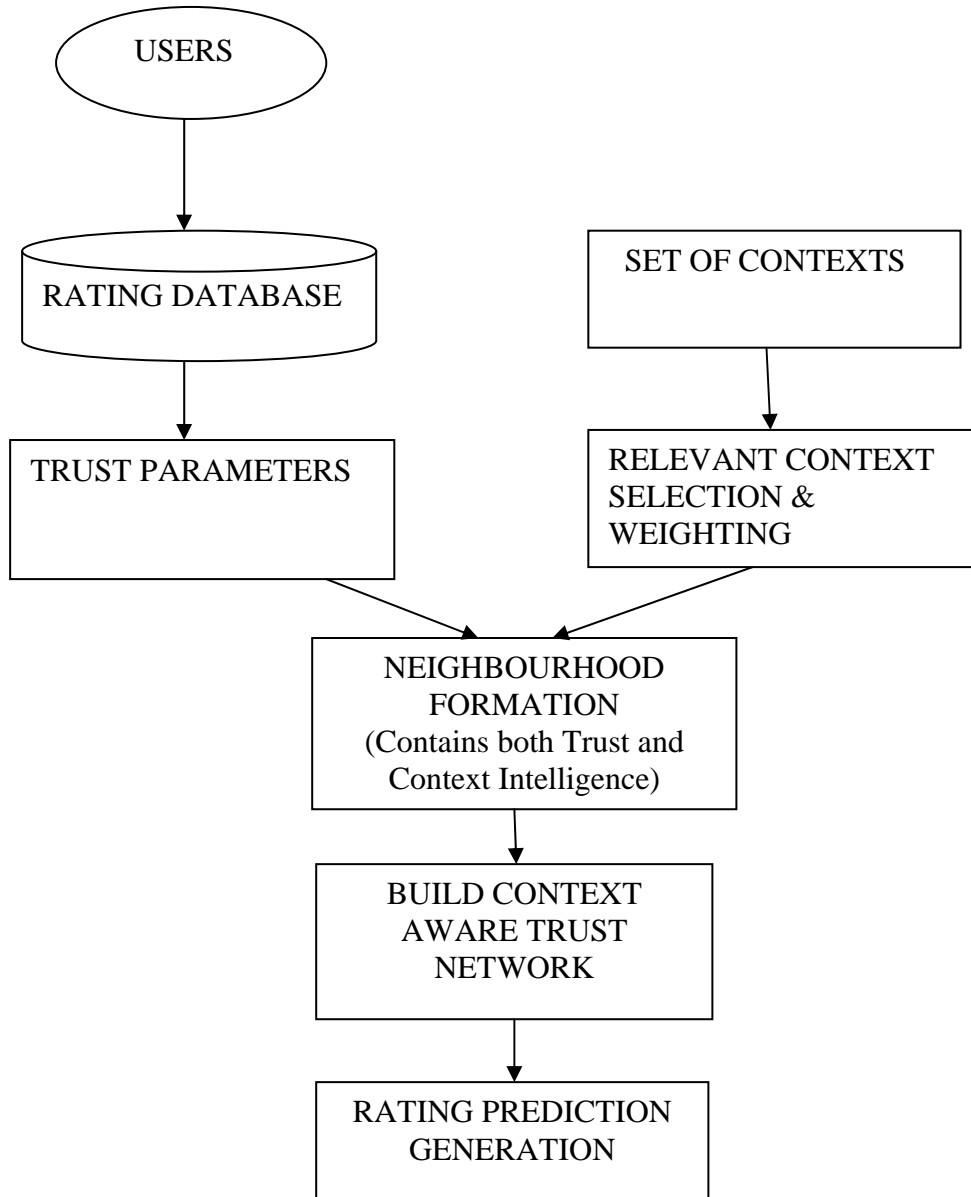 USERS
RATING DATABASE
SET OF CONTEXTS
TRUST PARAMETERS
RELEVANT CONTEXT
SELECTION &
WEIGHTING
NEIGHBOURHOOD
FORMATION
(Contains both Trust and
Context Intelligence)
BUILD CONTEXT
AWARE TRUST
NETWORK
RATING PREDICTION
GENERATION